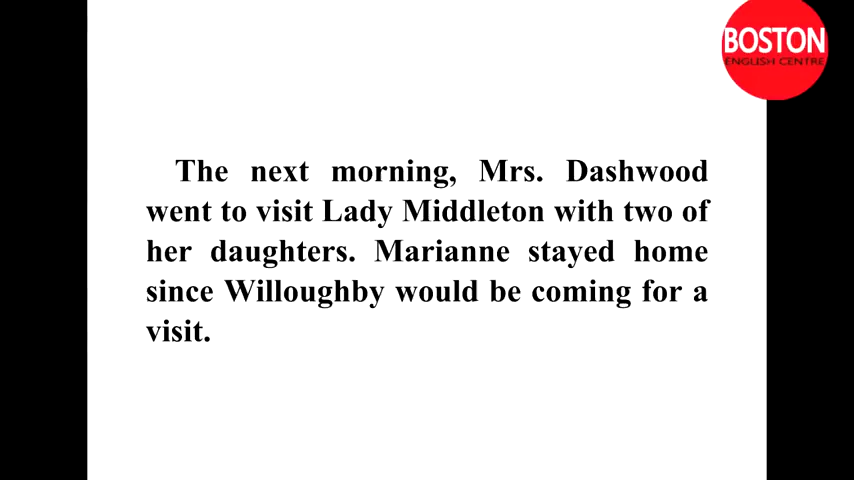 BOSTON
ENGLISH CENTRE
The next morning, Mrs. Dashwood
went to visit Lady Middleton with two of
her daughters. Marianne stayed home
since Willoughby would be coming for a
visit.